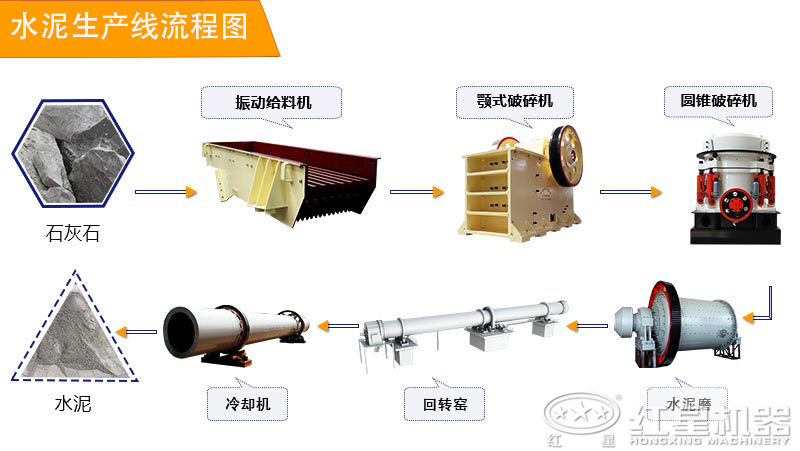 水泥生产线流程图
振动给料机
颚式破碎机
圆锥破碎机
石灰石
水泥
冷却机
回转窑
水泥磨
红星机器
红 星
HONGXING MACHINERY